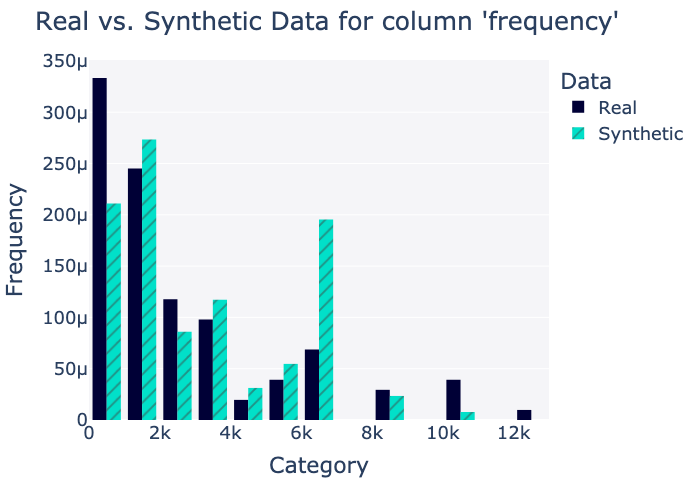 Real vs. Synthetic Data for column 'frequency'
Data
Real
Synthetic
350µ
300µ
250µ
200µ
150µ
100µ
50µ
0
Frequency
0 2k 4k 6k 8k 10k 12k
Category